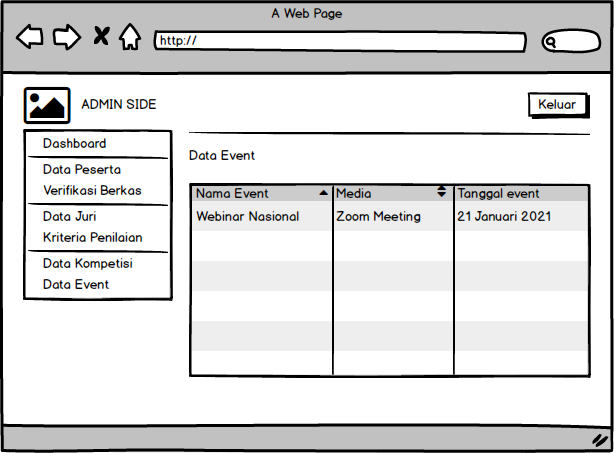 A Web Page
http://
ADMIN SIDE
Keluar
Dashboard
Data Peserta
Verifikasi Berkas
Data Juri
Kriteria Penilaian
Data Kompetisi
Data Event
Data Event
Nama Event Media Tanggal event
Webinar Nasional Zoom Meeting 21 Januari 2021